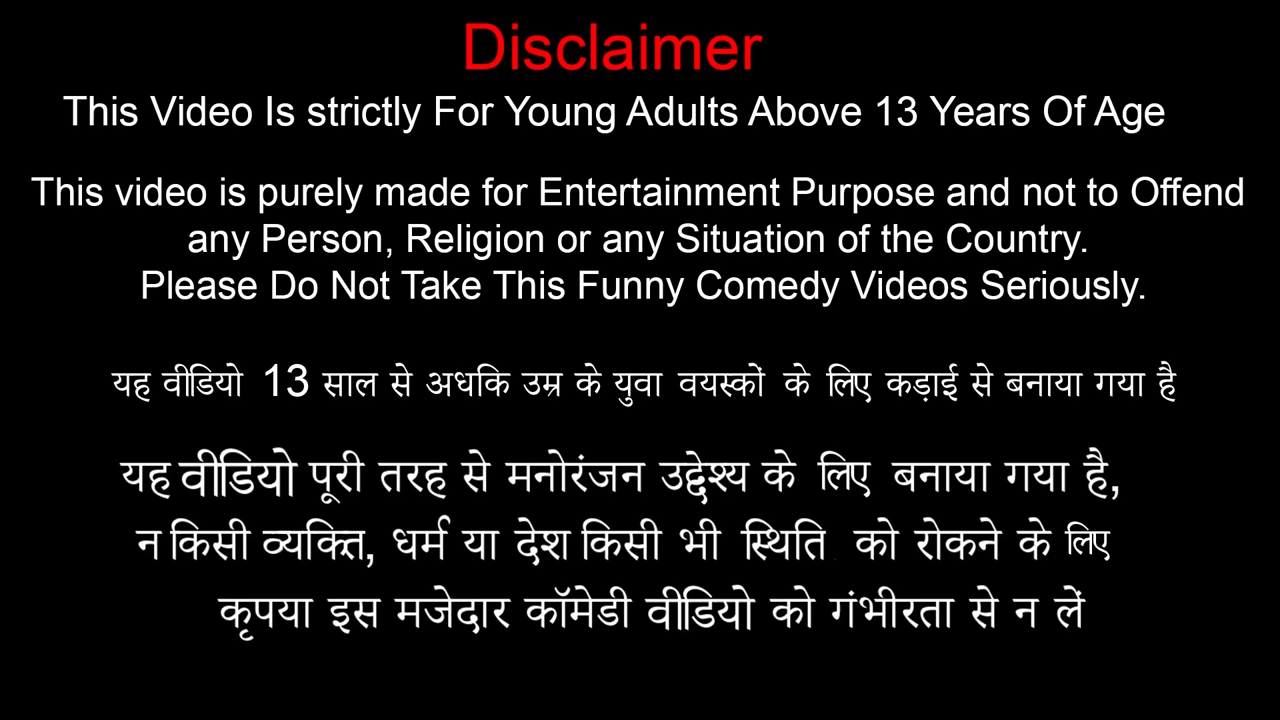 Disclaimer
This Video Is strictly For Young Adults Above 13 Years Of Age
This video is purely made for Entertainment Purpose and not to Offend
any Person, Religion or any Situation of the Country.
Please Do Not Take This Funny Comedy Videos Seriously.
यह वीडियो 13 साल से अधकि उम्र के युवा वयस्कों के लिए कड़ाई से बनाया गया है
यह वीडियो पूरी तरह से मनोरंजन उद्देश्य के लिए बनाया गया है,
न किसी व्यक्ति, धर्म या देश किसी भी स्थिति को रोकने के लिए
कृपया इस मजेदार कॉमेडी वीडियो को गंभीरता से न लें